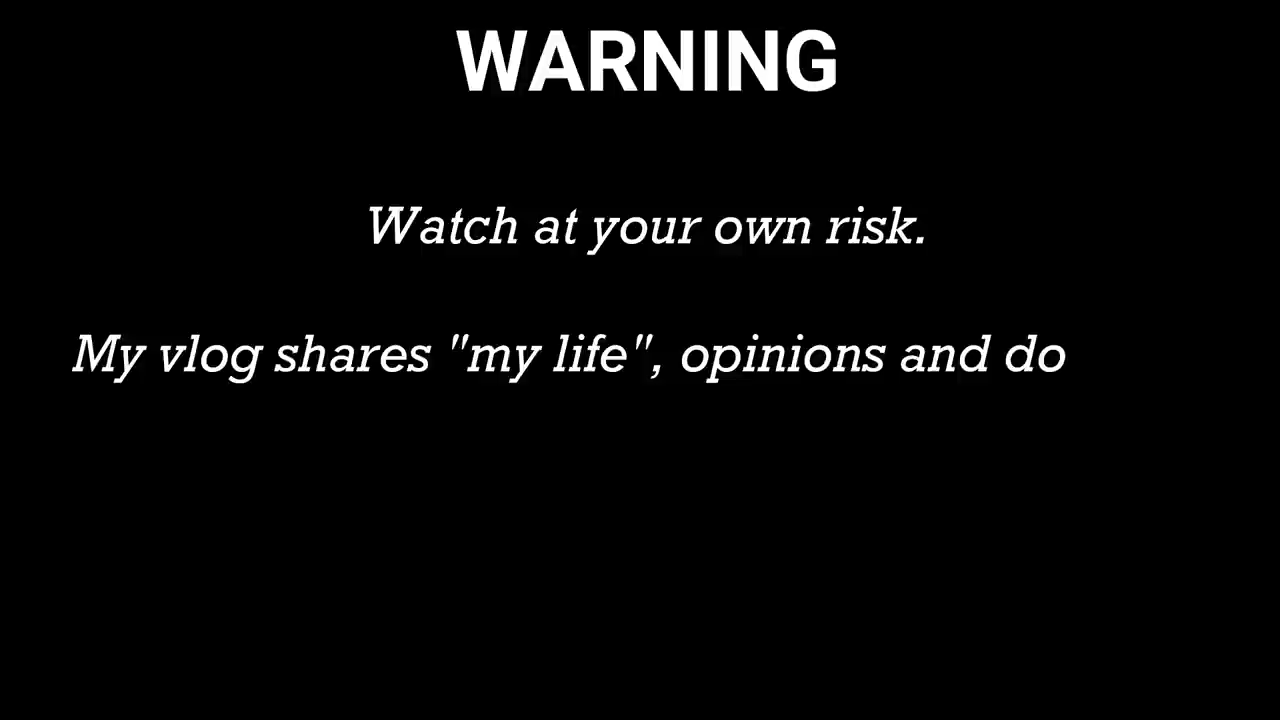 WARNING
Watch at your own risk.
My vlog shares "my life", opinions and do